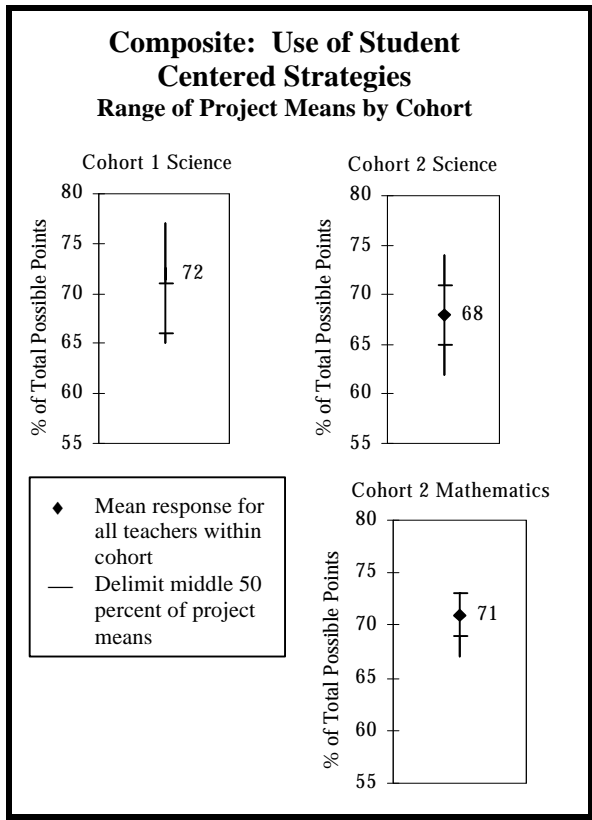 Composite: Use of Student
Centered Strategies
Range of Project Means by Cohort
Cohort 1 Science
% of Total Possible Points
80
75
70
65
60
55
72
Cohort 2 Science
% of Total Possible Points
80
75
70
65
60
55
68
Mean response for
all teachers within
cohort
Delimit middle 50
percent of project
means
Cohort 2 Mathematics
% of Total Possible Points
80
75
70
65
60
55
71